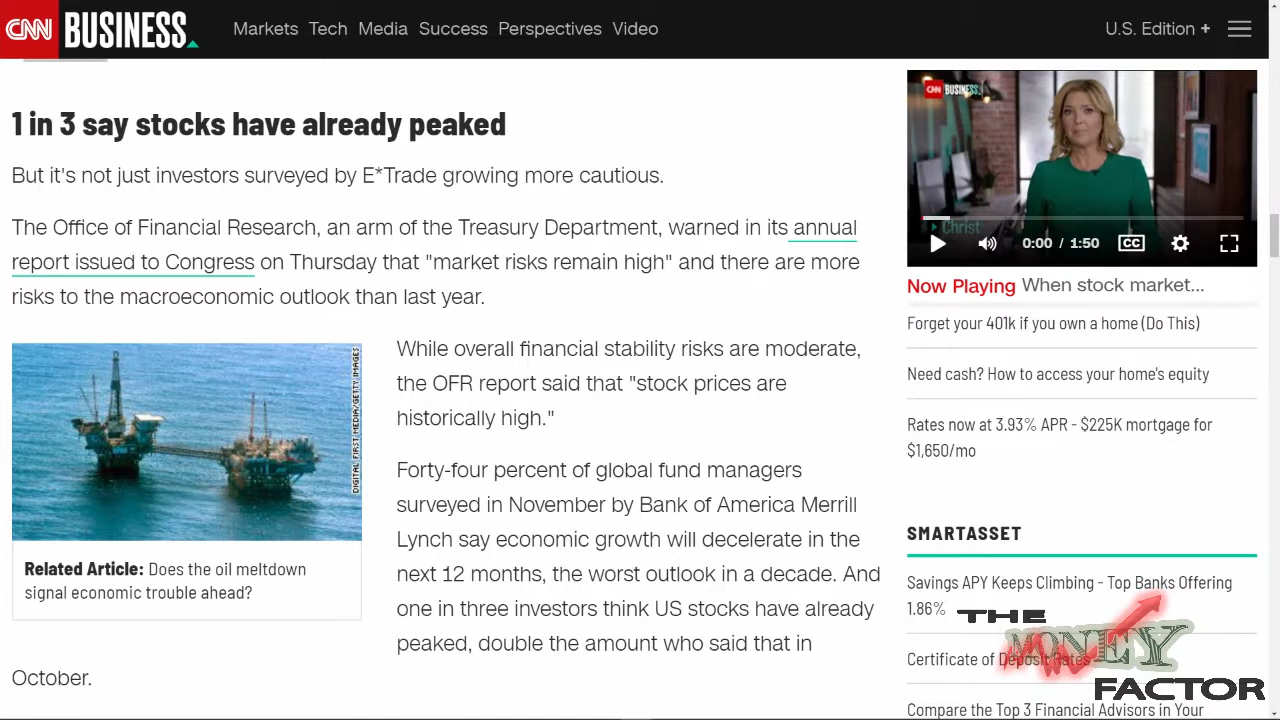 CNN BUSINESS
Markets Tech Media Success Perspectives Video
U.S. Edition +
1 in 3 say stocks have already peaked
But it's not just investors surveyed by E*Trade growing more cautious.
The Office of Financial Research, an arm of the Treasury Department, warned in its annual
report issued to Congress on Thursday that "market risks remain high" and there are more
risks to the macroeconomic outlook than last year.
DIGITAL FIRST MEDIA/GETTY IMAGES
Related Article: Does the oil meltdown
signal economic trouble ahead?
While overall financial stability risks are moderate,
the OFR report said that "stock prices are
historically high."
Forty-four percent of global fund managers
surveyed in November by Bank of America Merrill
Lynch say economic growth will decelerate in the
next 12 months, the worst outlook in a decade. And
one in three investors think US stocks have already
peaked, double the amount who said that in
October.
CNN BUSINESS
Christi
0:00 / 1:50
CC
Now Playing When stock market...
Forget your 401k if you own a home (Do This)
Need cash? How to access your home's equity
Rates now at 3.93% APR - $225K mortgage for
$1,650/mo
SMARTASSET
Savings APY Keeps Climbing - Top Banks Offering
1.86%
Certificate of Deposit Rates
Compare the Top 3 Financial Advisors in Your
THE
MONEY
FACTOR